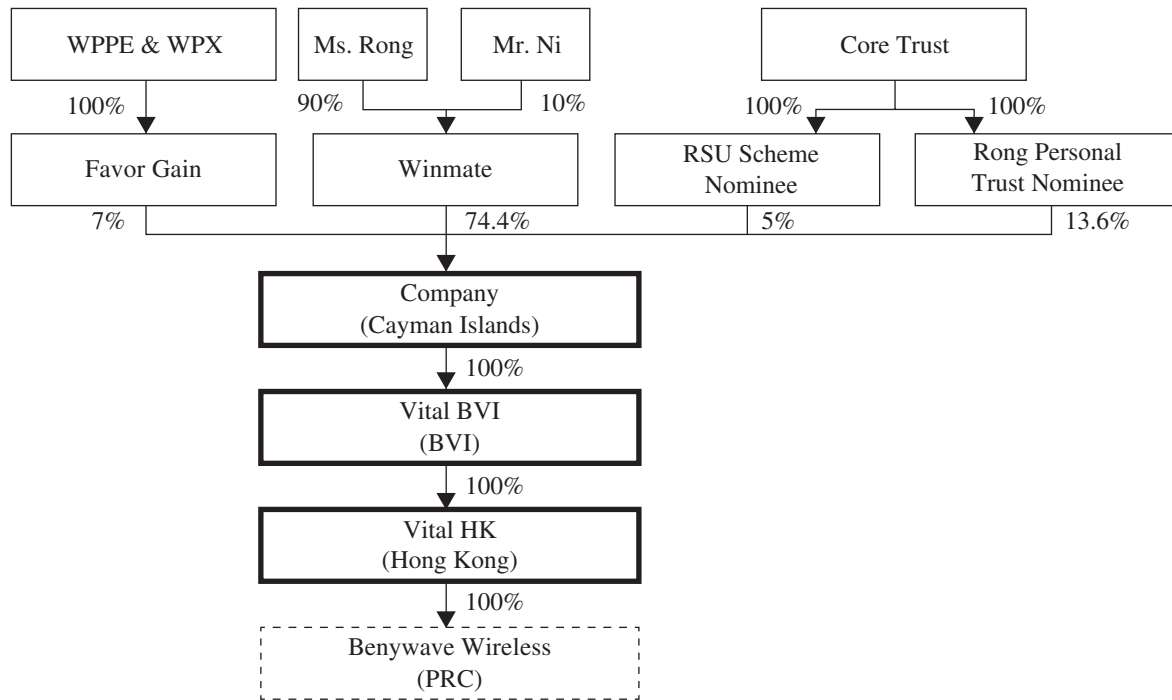 WPPE & WPX
Ms. Rong
Mr. Ni
Core Trust
100%
90%
10%
100%
100%
Favor Gain
Winmate
RSU Scheme
Nominee
Rong Personal
Trust Nominee
7%
74.4%
5%
13.6%
Company
(Cayman Islands)
100%
Vital BVI
(BVI)
100%
Vital HK
(Hong Kong)
100%
Benywave Wireless
(PRC)